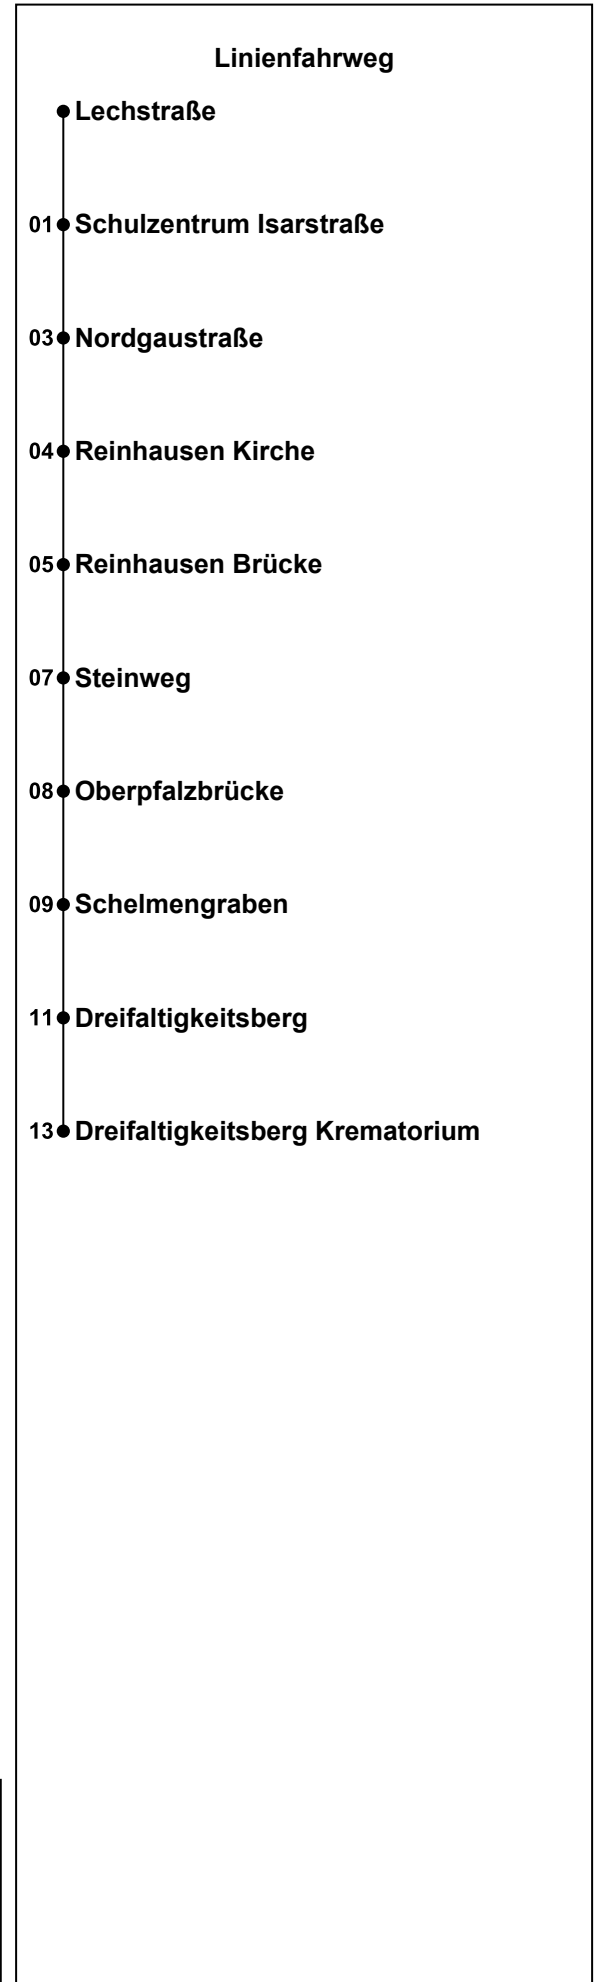 Linienfahrweg
Lechstraße
01 Schulzentrum Isarstraße
03 Nordgaustraße
04 Reinhausen Kirche
05 Reinhausen Brücke
07 Steinweg
08 Oberpfalzbrücke
09 Schelmengraben
11 Dreifaltigkeitsberg
13 Dreifaltigkeitsberg Krematorium